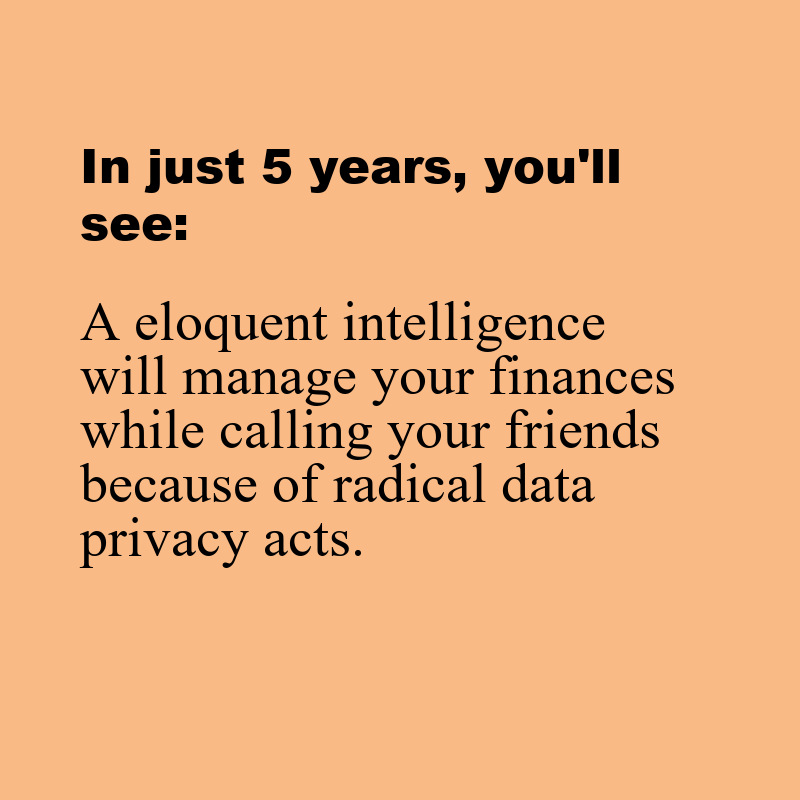 In just 5 years, you'll
see:
A eloquent intelligence
will manage your finances
while calling your friends
because of radical data
privacy acts.